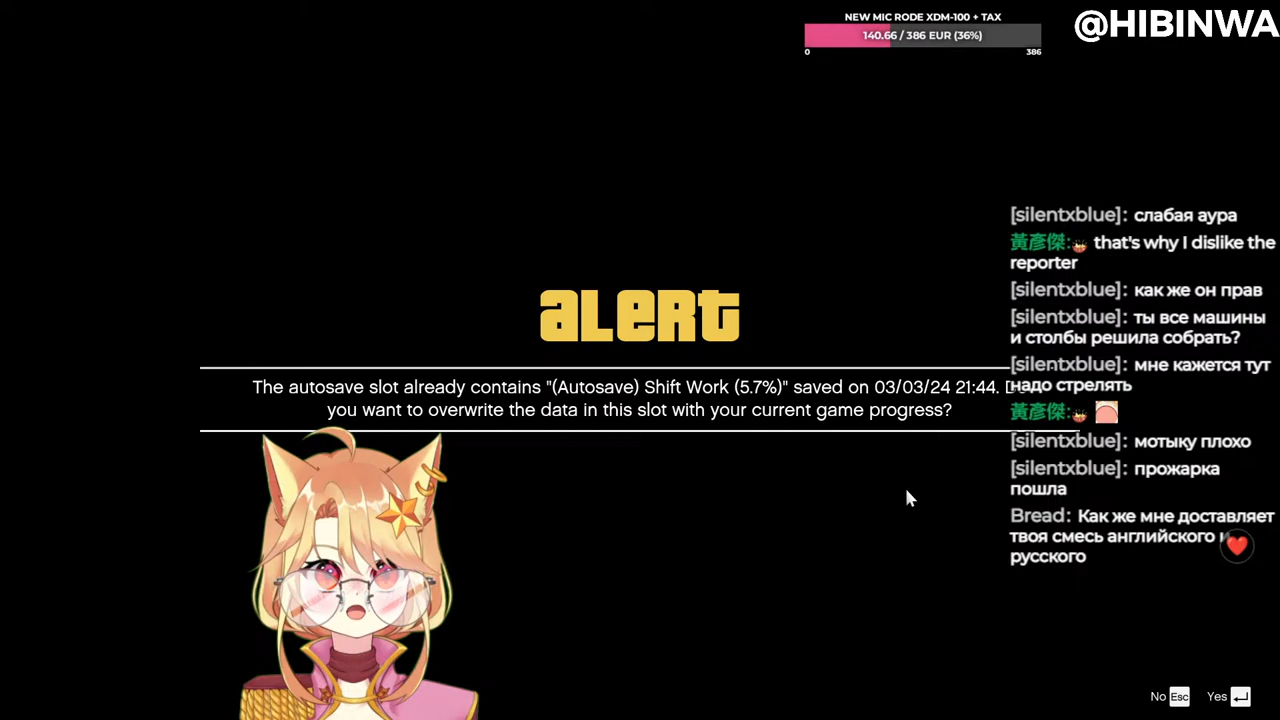 NEW MIC RODE XDM-100 + TAX
140.66 / 386 EUR (36%)
0
386
@HIBINWA
[silentxblue]: слабая аура
黃彥傑: that's why I dislike the
reporter
[silentxblue]: как же он прав
[silentxblue]: ты все машины
и столбы решила собрать?
[silentxblue]: мне кажется тут
надо стрелять
黃彥傑:
[silentxblue]: мотыку плохо
[silentxblue]: прожарка
пошла
Bread: Как же мне доставляет
твоя смесь английского и
русского
alert
The autosave slot already contains "(Autosave) Shift Work (5.7%)" saved on 03/03/24 21:44.
you want to overwrite the data in this slot with your current game progress?
No Esc Yes